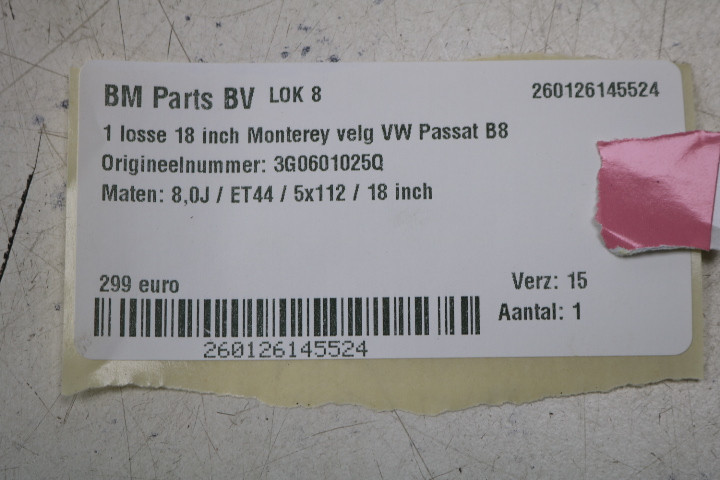 BM Parts BV LOK 8 260126145524
1 losse 18 inch Monterey velg VW Passat B8
Origineelnummer: 3G0601025Q
Maten: 8,0J / ET44 / 5x112 / 18 inch
299 euro Verz: 15
Aantal: 1
260126145524